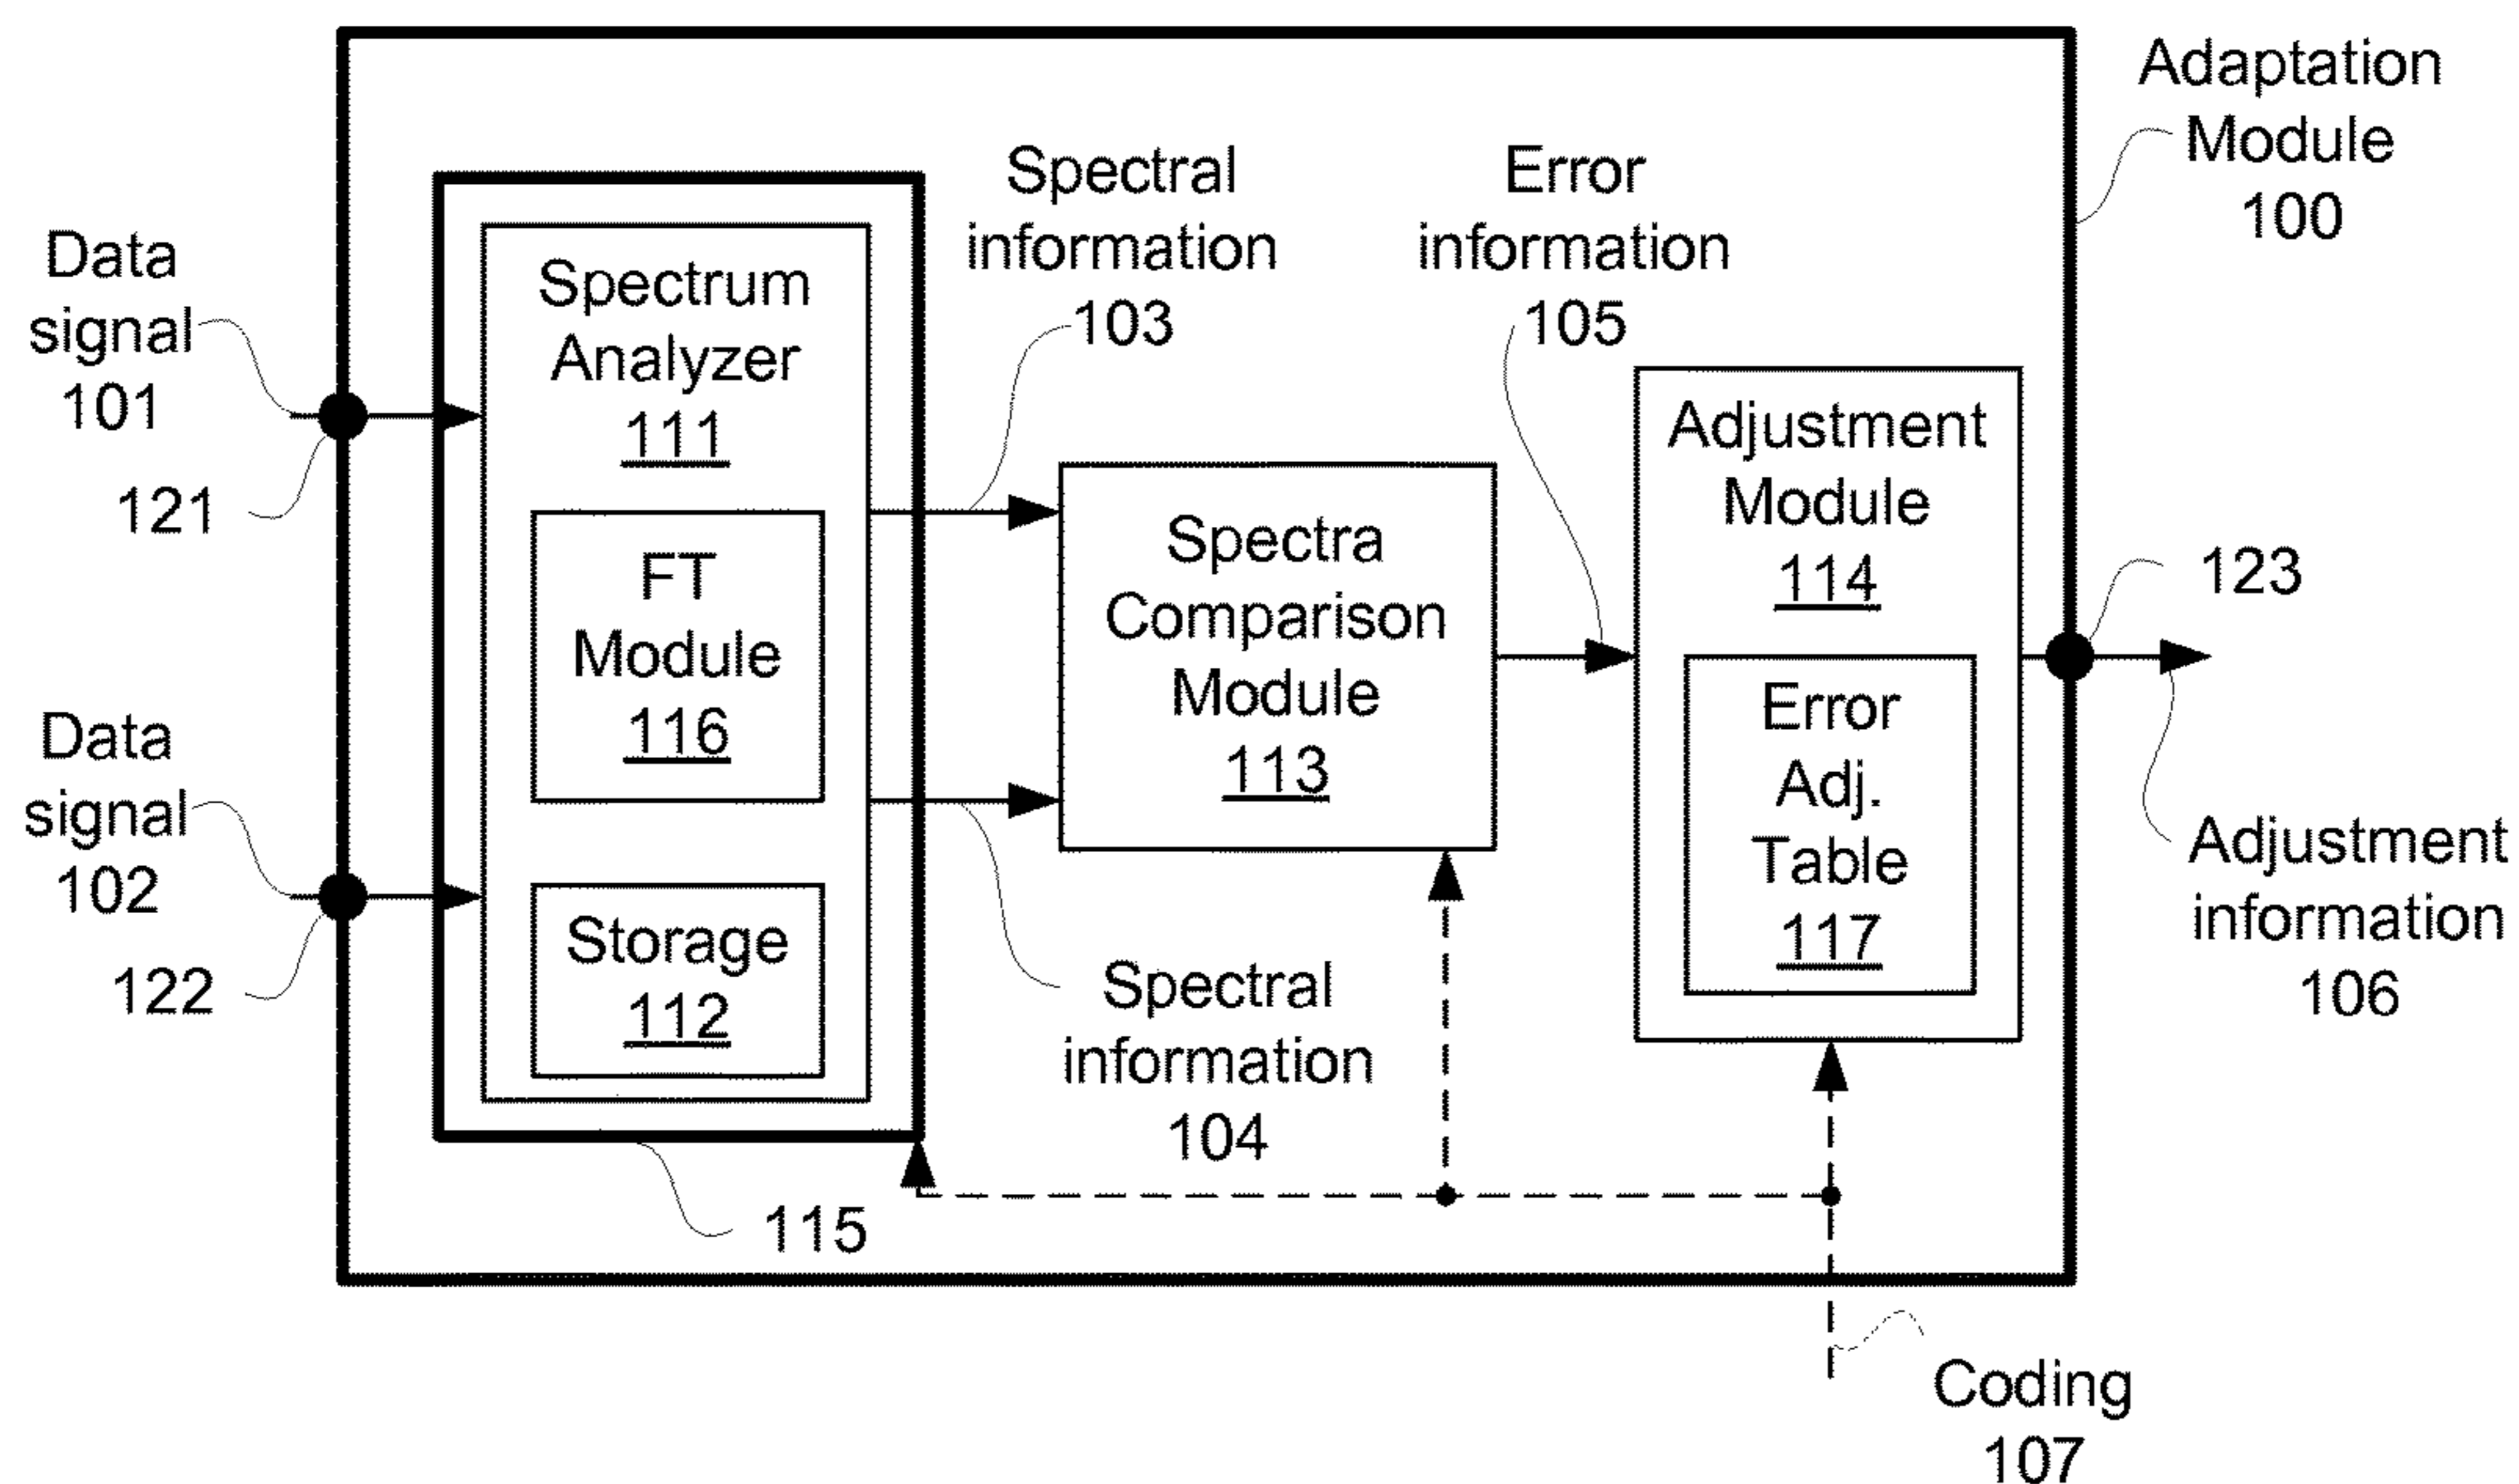 Adaptation
Module
100
Data
signal
101
121
Data
signal
102
122
Spectrum
Analyzer
111
FT
Module
116
Storage
112
115
Spectral
information
103
Spectral
information
104
Spectra
Comparison
Module
113
Error
information
105
Adjustment
Module
114
Error
Adj.
Table
117
123
Adjustment
information
106
Coding
107